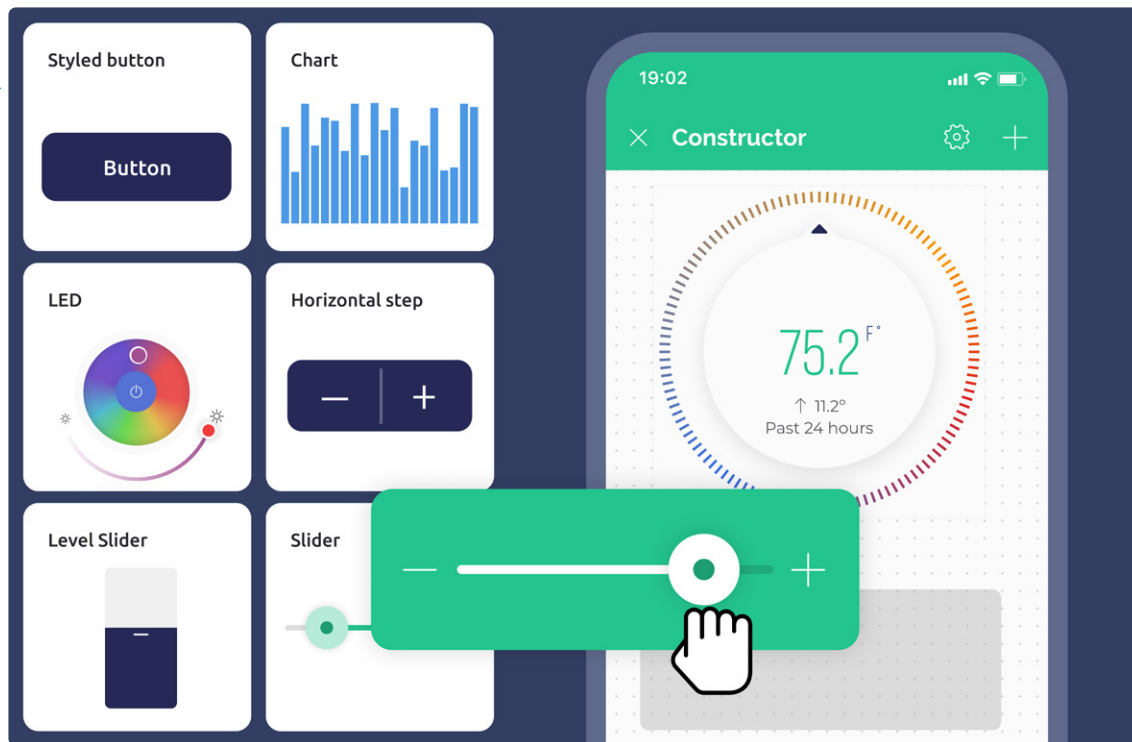 Styled button
Button
Chart
LED
Horizontal step
Level Slider
Slider
19:02
Constructor
75.2 F°
↑ 11.2°
Past 24 hours